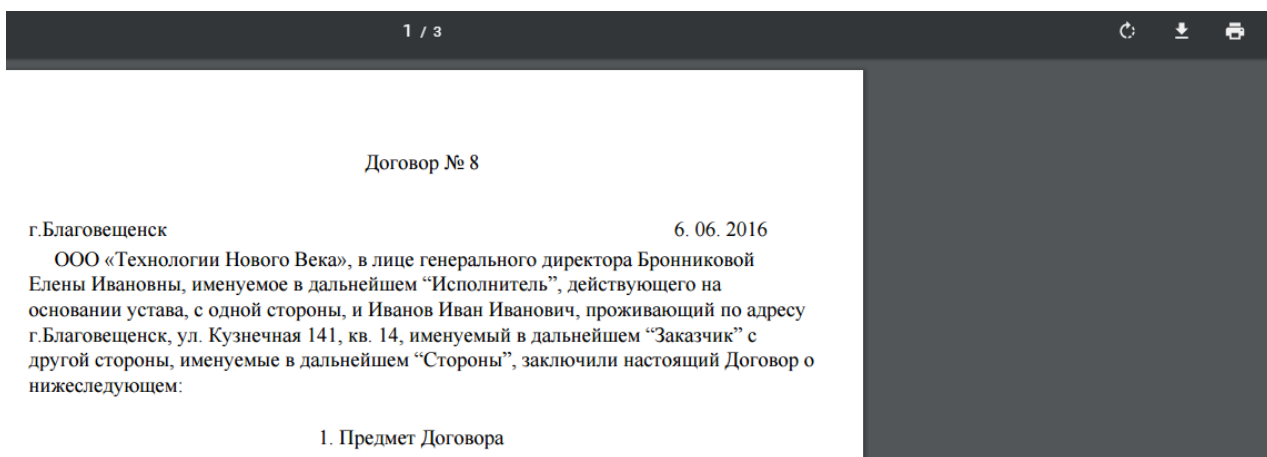 1 / 3
Договор № 8
г.Благовещенск 6. 06. 2016
ООО «Технологии Нового Века», в лице генерального директора Бронниковой
Елены Ивановны, именуемое в дальнейшем “Исполнитель”, действующего на
основании устава, с одной стороны, и Иванов Иван Иванович, проживающий по адресу
г.Благовещенск, ул. Кузнечная 141, кв. 14, именуемый в дальнейшем “Заказчик” с
другой стороны, именуемые в дальнейшем “Стороны”, заключили настоящий Договор о
нижеследующем:
1. Предмет Договора